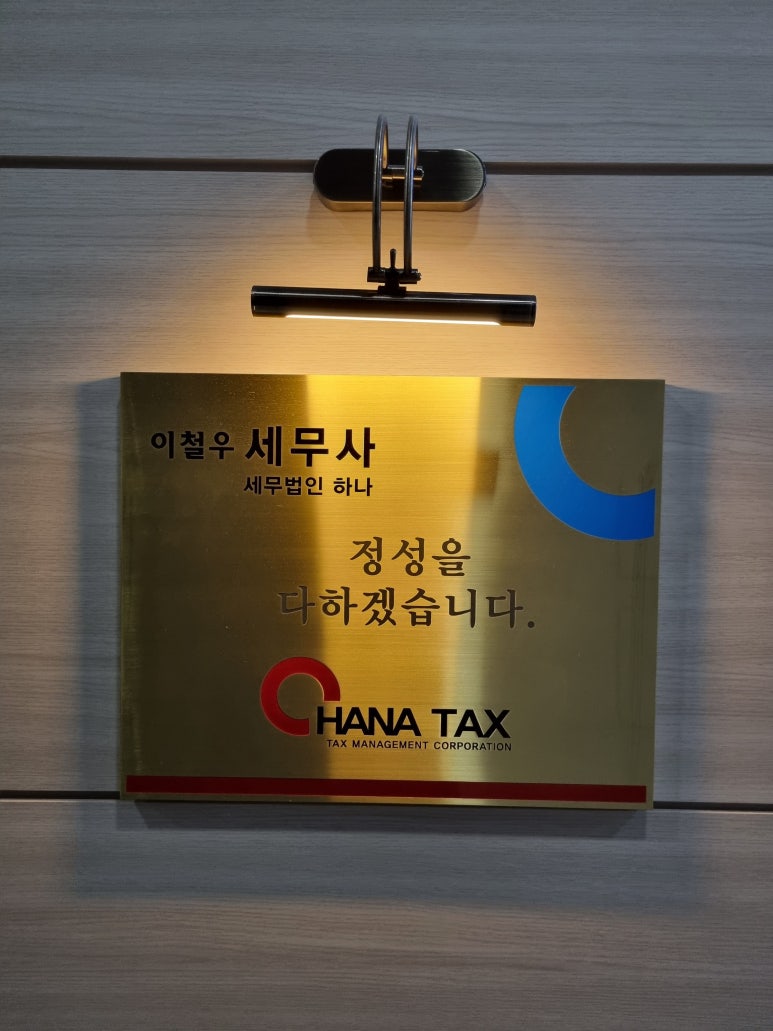 이철우 세무사
세무법인 하나
정성을
다하겠습니다.
HANA TAX
TAX MANAGEMENT CORPORATION